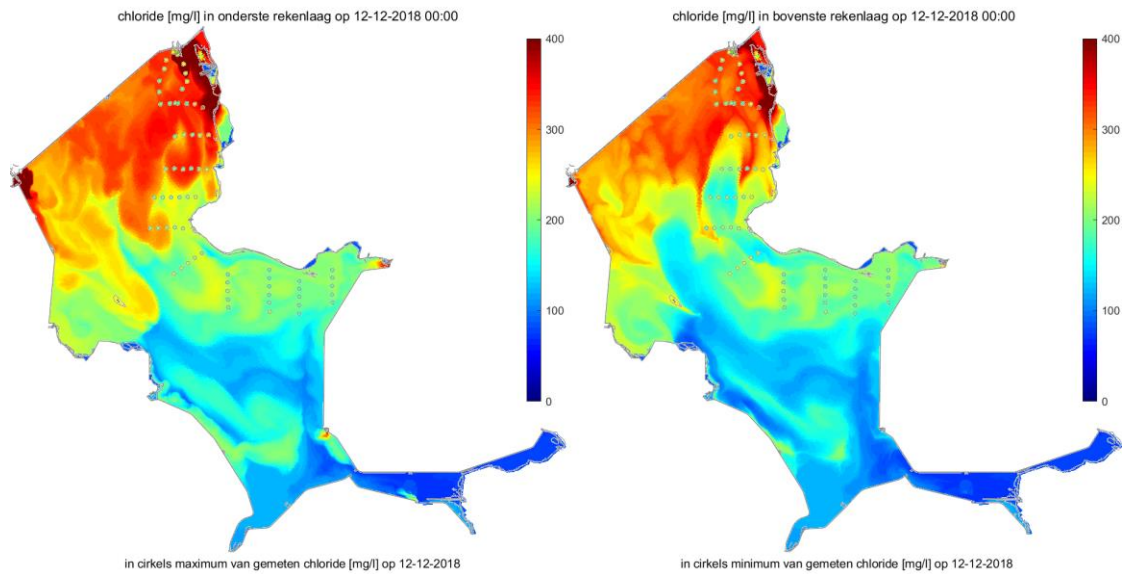 chloride [mg/l] in onderste rekenlaag op 12-12-2018 00:00
400
300
200
100
0
in cirkels maximum van gemeten chloride [mg/l] op 12-12-2018
chloride [mg/l] in bovenste rekenlaag op 12-12-2018 00:00
400
300
200
100
0
in cirkels minimum van gemeten chloride [mg/l] op 12-12-2018